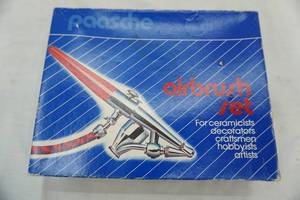 paasche
airbrush
set
For ceramicists
decorators
craftsmen
hobbyists
artists